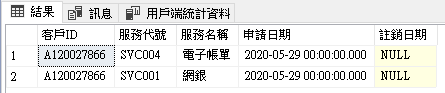 結果 訊息 用戶端統計資料
客戶ID 服務代號 服務名稱 申請日期 註銷日期
1 A120027866 SVC004 電子帳單 2020-05-29 00:00:00.000 NULL
2 A120027866 SVC001 網銀 2020-05-29 00:00:00.000 NULL